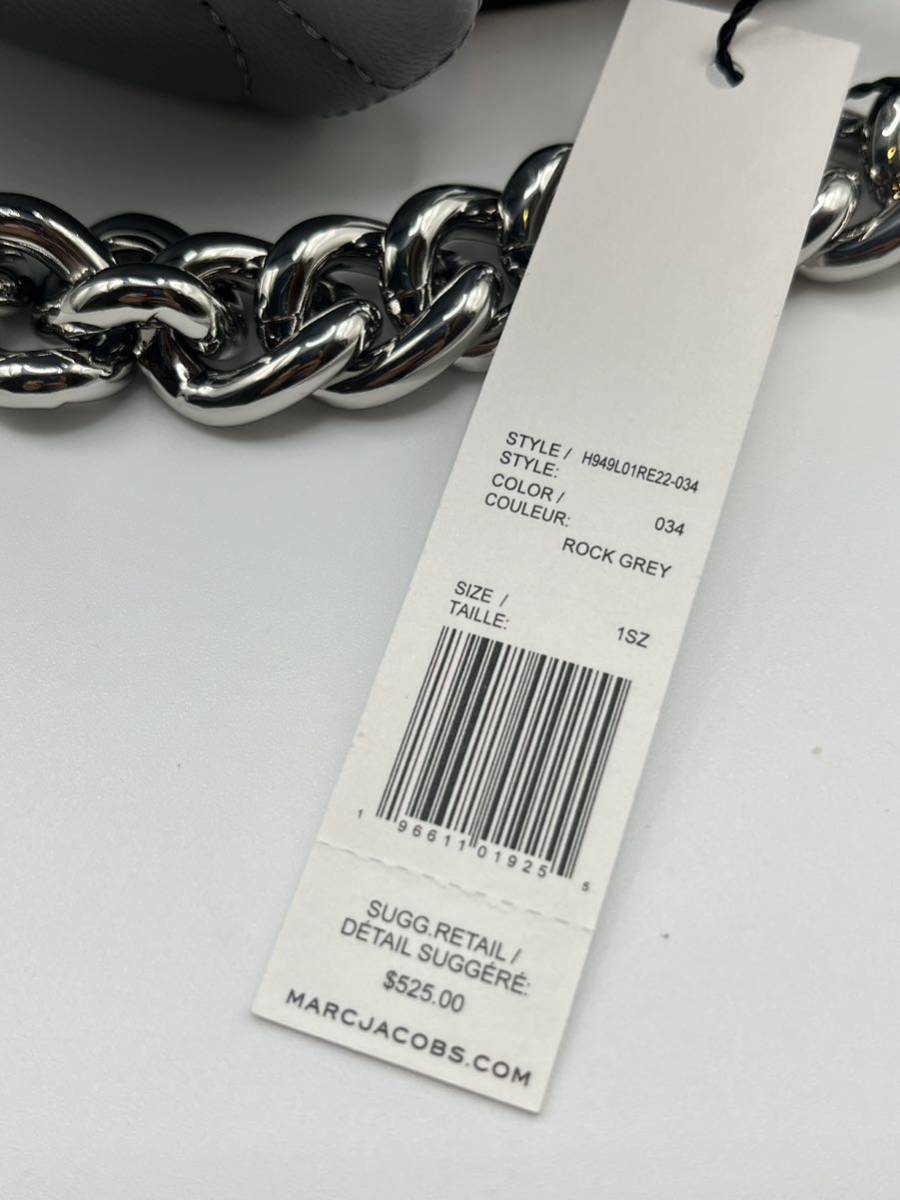 STYLE / H949L01RE22-034
STYLE:
COLOR /
COULEUR: 034
ROCK GREY
SIZE /
TAILLE: 1SZ
1 96611 01925 5
SUGG.RETAIL /
DÉTAIL SUGGÉRÉ:
$525.00
MARCJACOBS.COM